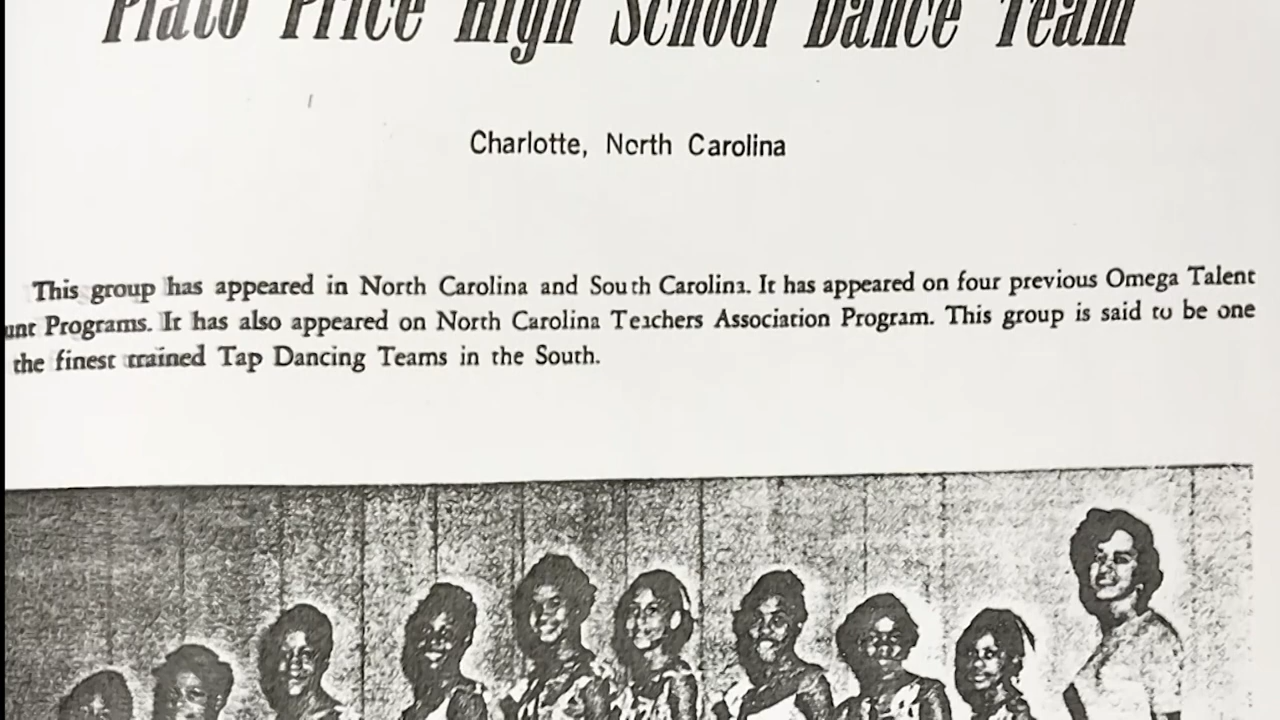 Plato Price High School Dance Team
Charlotte, North Carolina
This group has appeared in North Carolina and South Carolina. It has appeared on four previous Omega Talent
unt Programs. It has also appeared on North Carolina Teachers Association Program. This group is said to be one
the finest trained Tap Dancing Teams in the South.